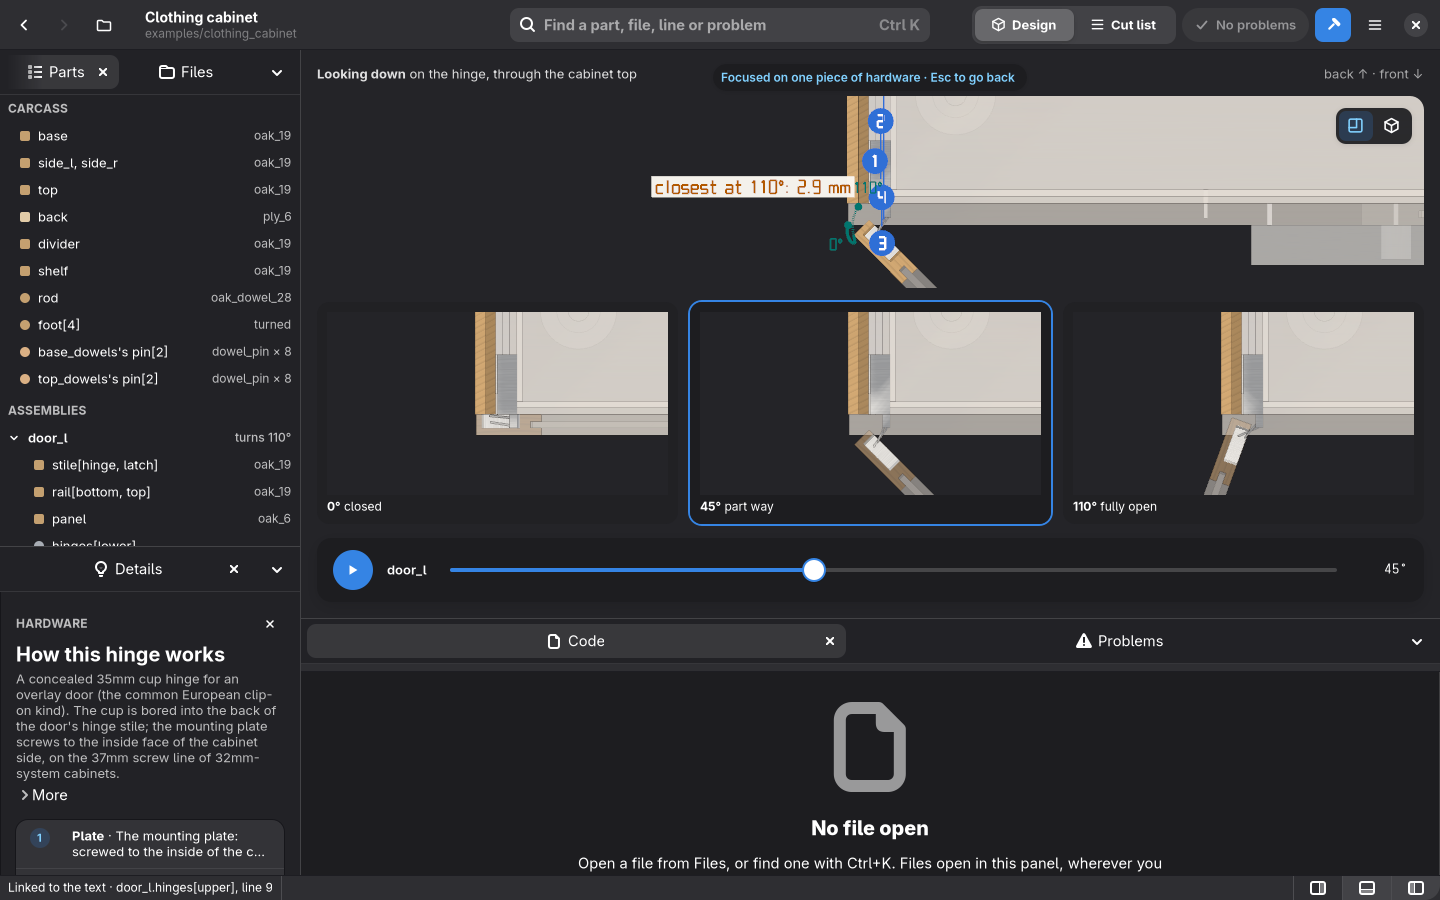 Clothing cabinet
examples/clothing_cabinet
Find a part, file, line or problem
Ctrl K
Design
Cut list
No problems
Parts
Files
CARCASS
base
oak_19
side_l, side_r
oak_19
top
oak_19
back
ply_6
divider
oak_19
shelf
oak_19
rod
oak_dowel_28
foot[4]
turned
base_dowels's pin[2]
dowel_pin × 8
top_dowels's pin[2]
dowel_pin × 8
ASSEMBLIES
door_l
turns 110°
stile[hinge, latch]
oak_19
rail[bottom, top]
oak_19
panel
oak_6
hinges[lower]
Details
HARDWARE
How this hinge works
A concealed 35mm cup hinge for an
overlay door (the common European clip-
on kind). The cup is bored into the back of
the door's hinge stile; the mounting plate
screws to the inside face of the cabinet
side, on the 37mm screw line of 32mm-
system cabinets.
More
1
Plate · The mounting plate:
screwed to the inside of the c...
Looking down on the hinge, through the cabinet top
Focused on one piece of hardware · Esc to go back
back ↑ · front ↓
2
1
closest at 110°: 2.9 mm
110°
4
0°
3
0° closed
45° part way
110° fully open
door_l
45°
Code
Problems
No file open
Open a file from Files, or find one with Ctrl+K. Files open in this panel, wherever you
Linked to the text · door_l.hinges[upper], line 9